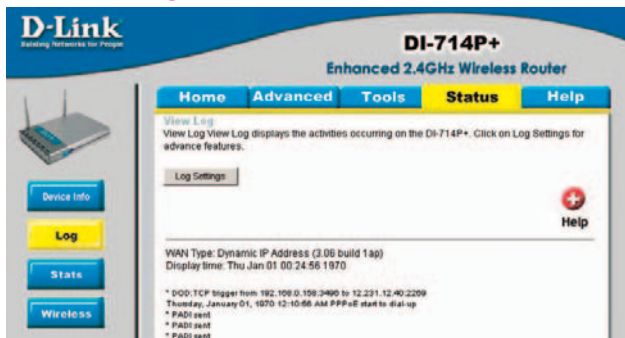 D-Link
Building Networks for People
DI-714P+
Enhanced 2.4GHz Wireless Router
Home Advanced Tools Status Help
View Log
View Log View Log displays the activities occurring on the DI-714P+. Click on Log Settings for
advance features.
Log Settings
Device Info
Help
Log
WAN Type: Dynamic IP Address (3.06 build 1ap)
Display time: Thu Jan 01 00:24:56 1970
Stats
* DOD:TCP trigger from 192.168.0.159:3496 to 12.231.12.40:2269
Thursday, January 01, 1970 12:10:66 AM PPPoE start to dial-up
* PADI sent
Wireless
* PADI sent
* PADI sent